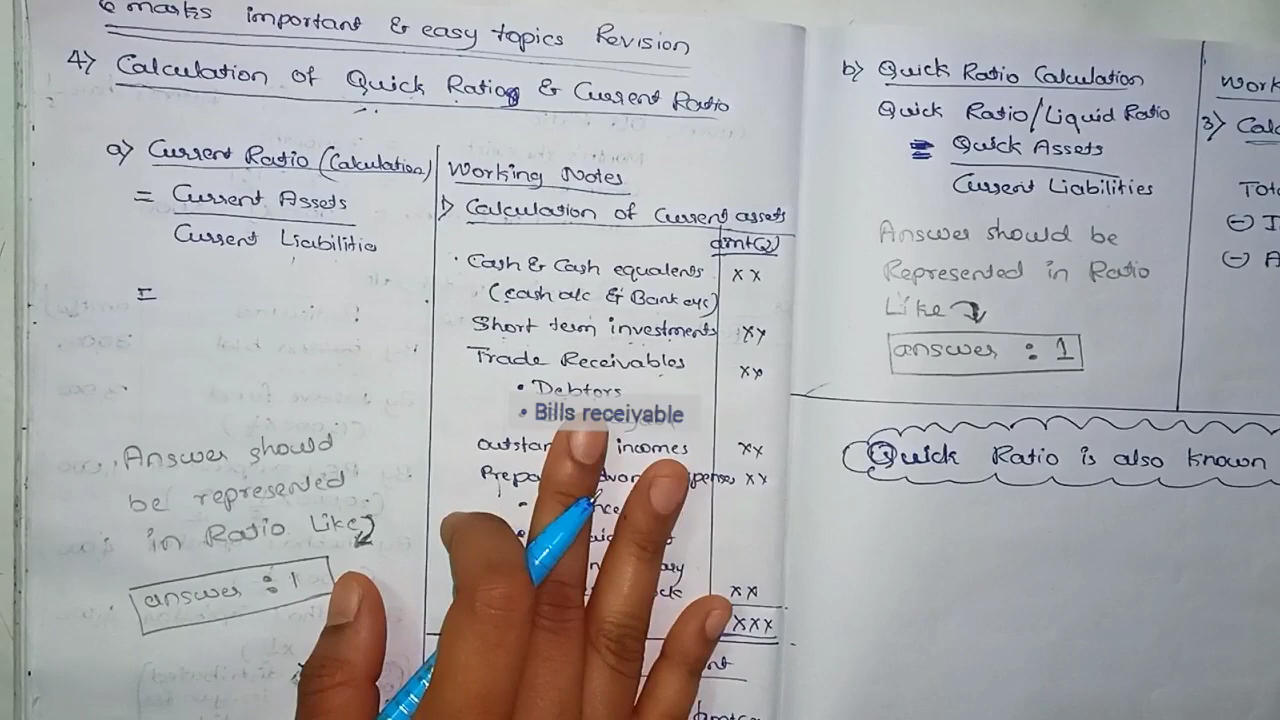 6 marks important & easy topics Revision
4) Calculation of Quick Ratio & Current Ratio
a) Current Ratio (Calculation)
= Current Assets
Current Liabilities
=
Answer should
be represented
in Ratio Like
answer : 1
Working Notes
1) Calculation of Current assets
amt(₹)
• Cash & Cash equalents xx
(cash a/c & Bank a/c)
Short term investments xx
Trade Receivables xx
• Debtors
• Bills receivable
incomes xx
xx
xx
xxx
b) Quick Ratio Calculation
Quick Ratio/Liquid Ratio
= Quick Assets
Current Liabilities
Answer should be
Represented in Ratio
Like
answer : 1
Quick Ratio is also known
3)
(-)
(-)